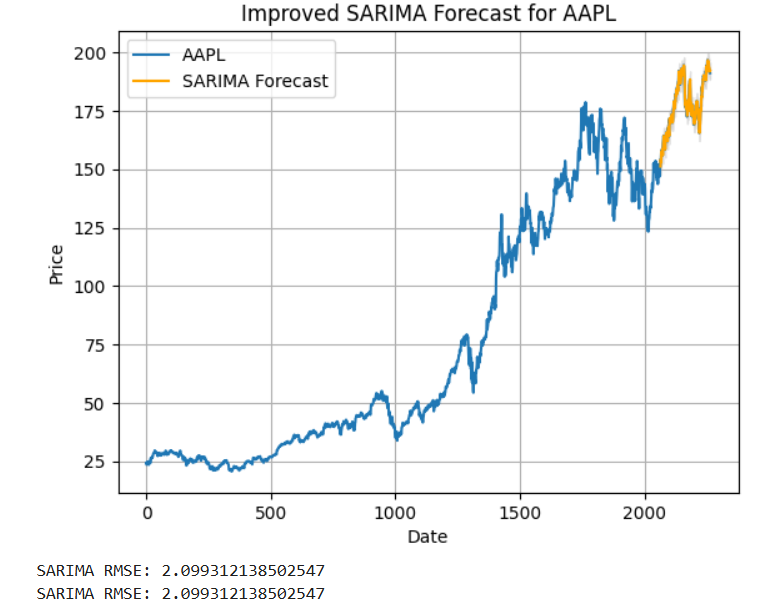 Improved SARIMA Forecast for AAPL
AAPL
SARIMA Forecast
200
175
150
125
100
75
50
25
Price
0 500 1000 1500 2000
Date
SARIMA RMSE: 2.099312138502547
SARIMA RMSE: 2.099312138502547